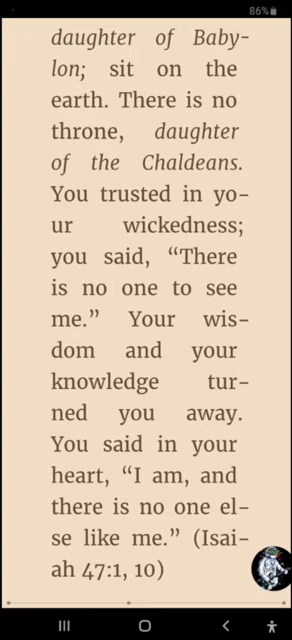 86%
daughter of Baby-
lon; sit on the
earth. There is no
throne, daughter
of the Chaldeans.
You trusted in yo-
ur wickedness;
you said, “There
is no one to see
me.” Your wis-
dom and your
knowledge tur-
ned you away.
You said in your
heart, “I am, and
there is no one el-
se like me.” (Isai-
ah 47:1, 10)